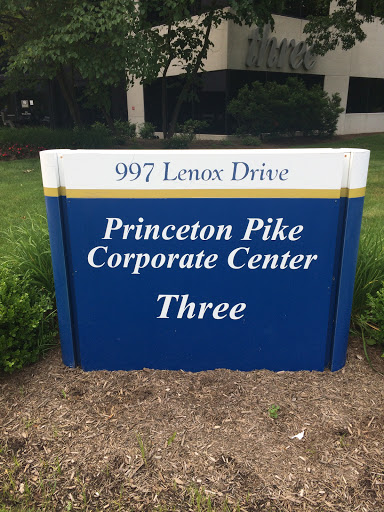 three
997 Lenox Drive
Princeton Pike
Corporate Center
Three